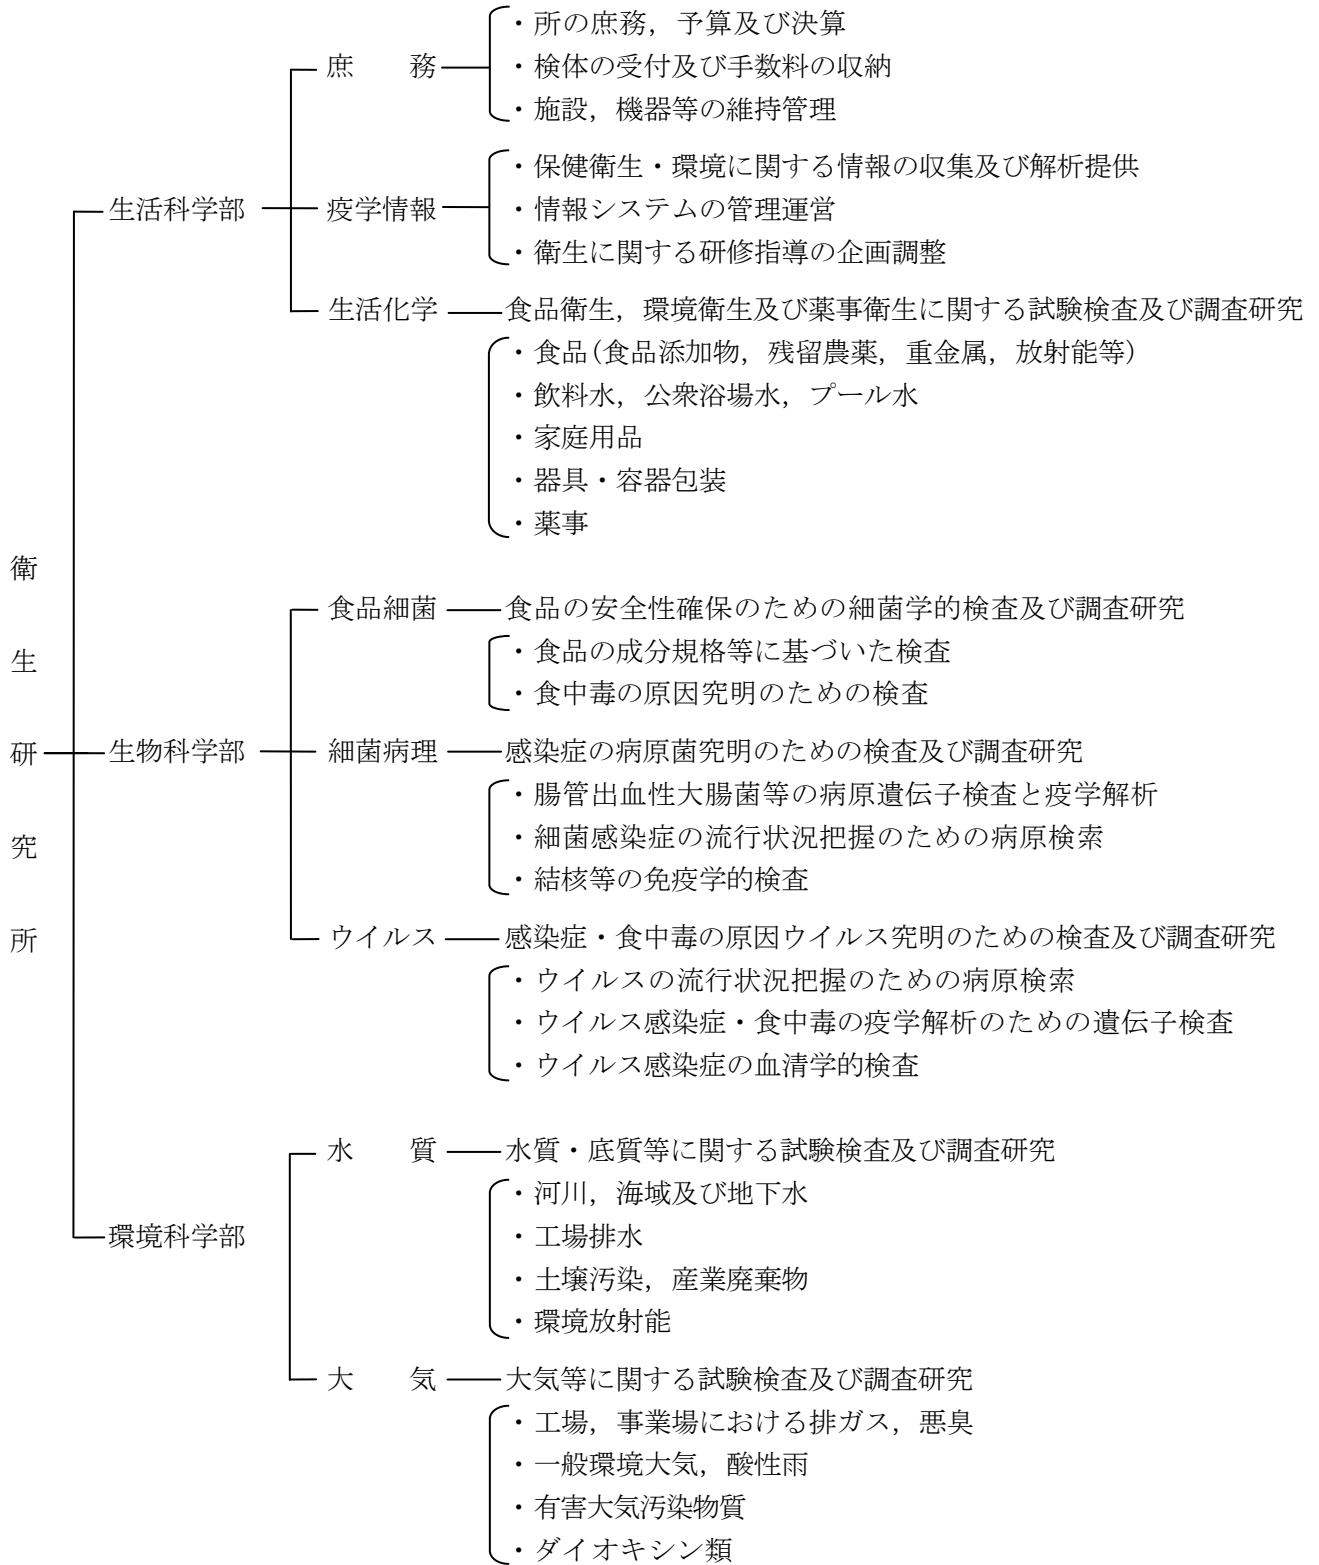 衛生研究所
生活科学部
庶　　務
・所の庶務，予算及び決算
・検体の受付及び手数料の収納
・施設，機器等の維持管理
疫学情報
・保健衛生・環境に関する情報の収集及び解析提供
・情報システムの管理運営
・衛生に関する研修指導の企画調整
生活化学
食品衛生，環境衛生及び薬事衛生に関する試験検査及び調査研究
・食品(食品添加物，残留農薬，重金属，放射能等)
・飲料水，公衆浴場水，プール水
・家庭用品
・器具・容器包装
・薬事
生物科学部
食品細菌
食品の安全性確保のための細菌学的検査及び調査研究
・食品の成分規格等に基づいた検査
・食中毒の原因究明のための検査
細菌病理
感染症の病原菌究明のための検査及び調査研究
・腸管出血性大腸菌等の病原遺伝子検査と疫学解析
・細菌感染症の流行状況把握のための病原検索
・結核等の免疫学的検査
ウイルス
感染症・食中毒の原因ウイルス究明のための検査及び調査研究
・ウイルスの流行状況把握のための病原検索
・ウイルス感染症・食中毒の疫学解析のための遺伝子検査
・ウイルス感染症の血清学的検査
環境科学部
水　　質
水質・底質等に関する試験検査及び調査研究
・河川，海域及び地下水
・工場排水
・土壌汚染，産業廃棄物
・環境放射能
大　　気
大気等に関する試験検査及び調査研究
・工場，事業場における排ガス，悪臭
・一般環境大気，酸性雨
・有害大気汚染物質
・ダイオキシン類